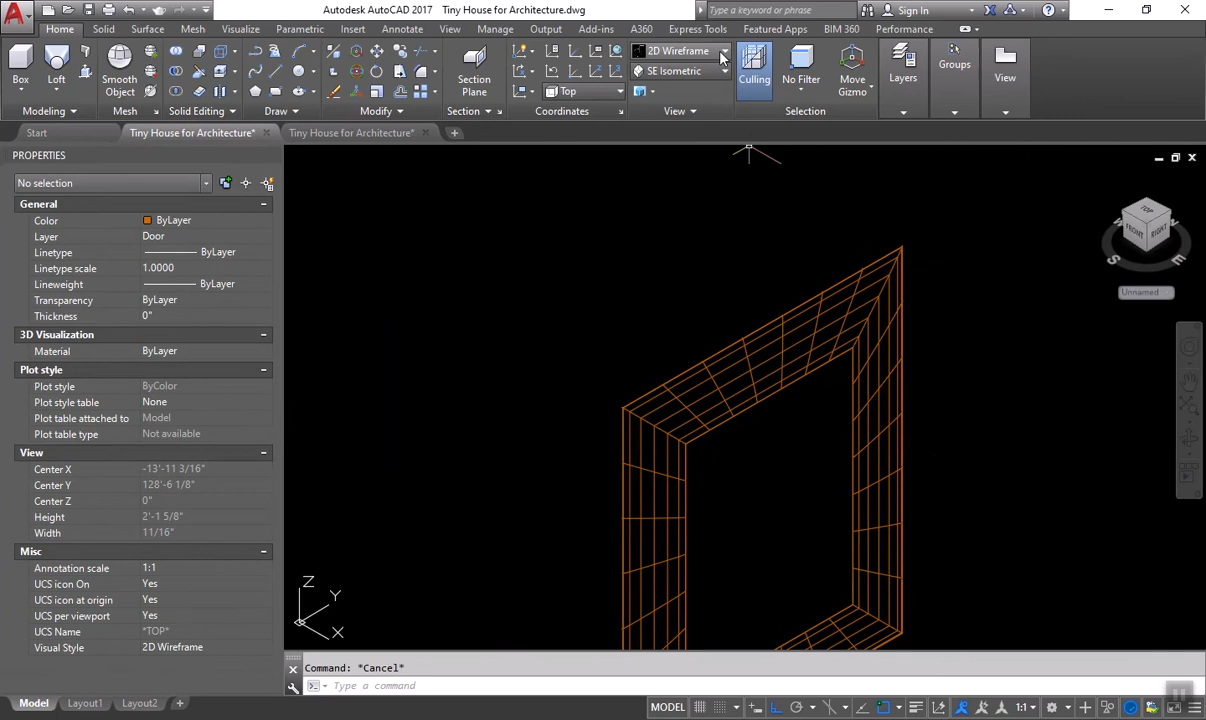 Autodesk AutoCAD 2017 Tiny House for Architecture.dwg
Type a keyword or phrase
Sign In
Home Solid Surface Mesh Visualize Parametric Insert Annotate View Manage Output Add-ins A360 Express Tools Featured Apps BIM 360 Performance
2D Wireframe
SE Isometric
Top
Box Loft Smooth Object Section Plane Culling No Filter Move Gizmo Layers Groups View
Modeling Mesh Solid Editing Draw Modify Section Coordinates View Selection
Start Tiny House for Architecture* Tiny House for Architecture*
PROPERTIES
No selection
General
Color ByLayer
Layer Door
Linetype ByLayer
Linetype scale 1.0000
Lineweight ByLayer
Transparency ByLayer
Thickness 0"
3D Visualization
Material ByLayer
Plot style
Plot style ByColor
Plot style table None
Plot table attached to Model
Plot table type Not available
View
Center X -13'-11 3/16"
Center Y 128'-6 1/8"
Center Z 0"
Height 2'-1 5/8"
Width 11/16"
Misc
Annotation scale 1:1
UCS icon On Yes
UCS icon at origin Yes
UCS per viewport Yes
UCS Name *TOP*
Visual Style 2D Wireframe
TOP
FRONT RIGHT
W S
Unnamed
Z
Y
X
Command: *Cancel*
Type a command
Model Layout1 Layout2
MODEL 1:1